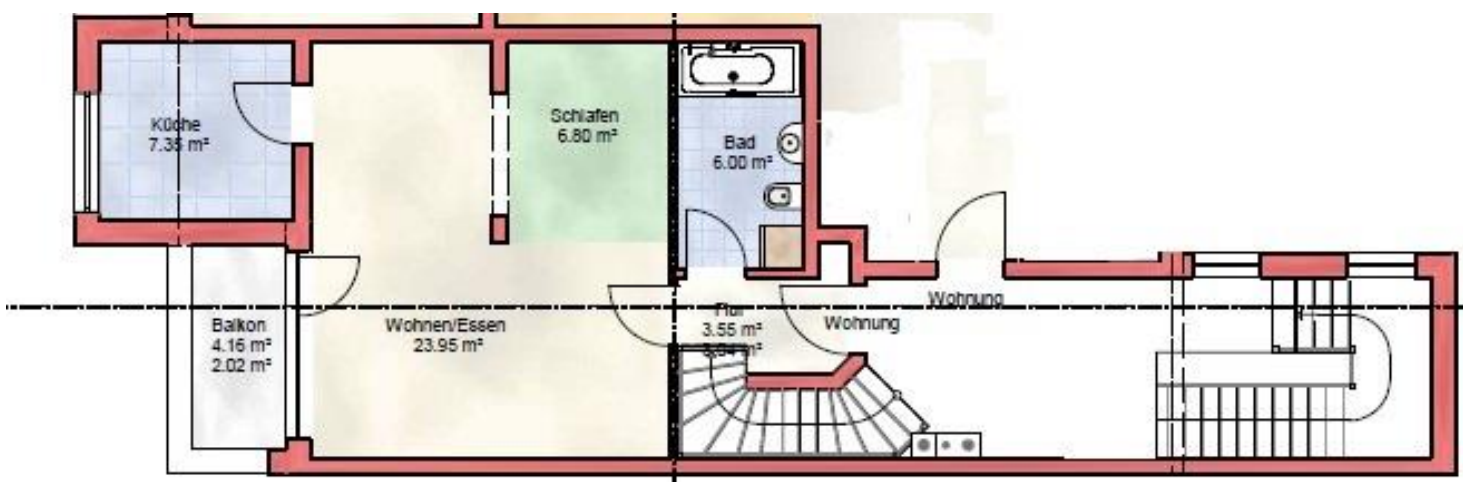 Küche
7.35 m²
Schlafen
6.80 m²
Bad
6.00 m²
Balkon
4.16 m²
2.02 m²
Wohnen/Essen
23.95 m²
Flur
3.55 m²
Wohnung
Wohnung